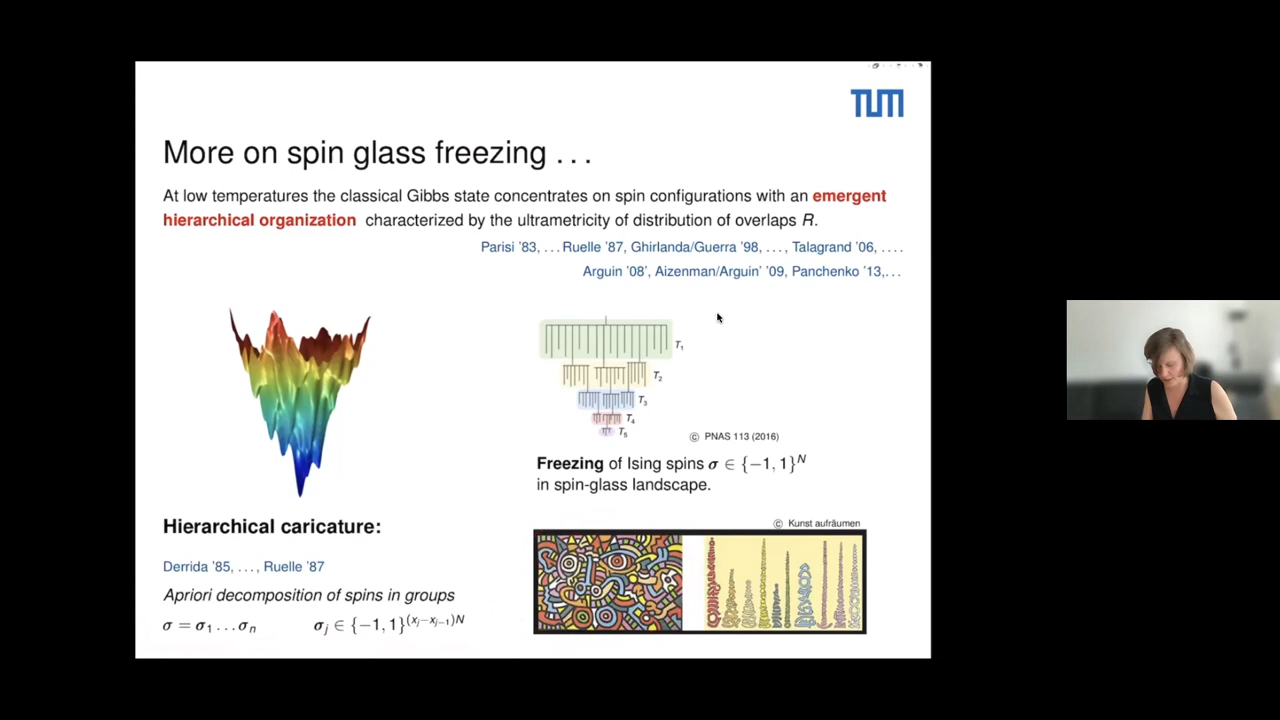 TUM
More on spin glass freezing . . .
At low temperatures the classical Gibbs state concentrates on spin configurations with an emergent
hierarchical organization characterized by the ultrametricity of distribution of overlaps R.
Parisi '83, . . . Ruelle '87, Ghirlanda/Guerra '98, . . . , Talagrand '06, . . . .
Arguin '08', Aizenman/Arguin' '09, Panchenko '13,. . .
T₁
T₂
T₃
T₄
T₅
© PNAS 113 (2016)
Freezing of Ising spins σ ∈ {−1, 1}^N
in spin-glass landscape.
© Kunst aufräumen
Hierarchical caricature:
Derrida '85, . . . , Ruelle '87
Apriori decomposition of spins in groups
σ = σ₁ . . . σₙ σ_j ∈ {−1, 1}^{(x_j−x_{j−1})N}